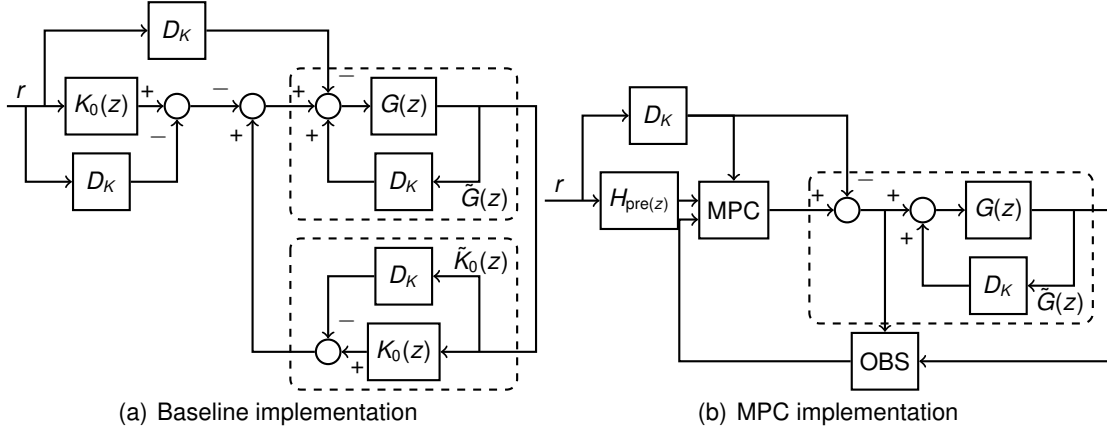 D_K
r
K_0(z)
+
−
−
+
+
−
+
G(z)
D_K
−
D_K
+
G̃(z)
K̃_0(z)
D_K
−
K_0(z)
+
(a) Baseline implementation
D_K
r
H_pre(z)
MPC
+
−
+
+
G(z)
D_K
G̃(z)
OBS
(b) MPC implementation